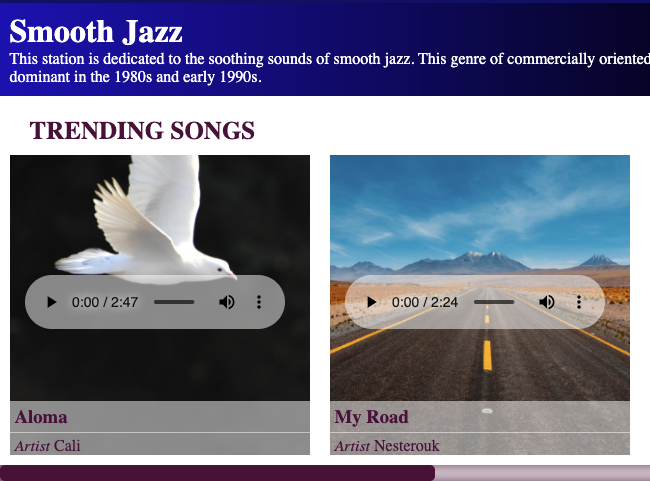 Smooth Jazz
This station is dedicated to the soothing sounds of smooth jazz. This genre of commercially oriented
dominant in the 1980s and early 1990s.
TRENDING SONGS
0:00 / 2:47
0:00 / 2:24
Aloma
My Road
Artist Cali
Artist Nesterouk